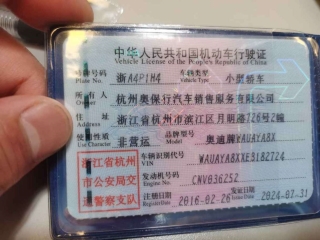 中华人民共和国机动车行驶证
Vehicle License of the People's Republic of China
号牌号码 浙A4P1H4 车辆类型 小型轿车
Plate No. Vehicle Type
所有人 杭州奥保行汽车销售服务有限公司
Owner
住址 浙江省杭州市滨江区月明路726号2幢
Address
使用性质 非营运 品牌型号 奥迪牌WAUAYA8X
Use Character Model
浙江省杭州市公安局交通警察支队
车辆识别代号
VIN WAUAYA8XXEB182724
发动机号码 CNV036252
Engine No.
注册日期 2016-02-26 发证日期 2024-07-31
Register Date Issue Date